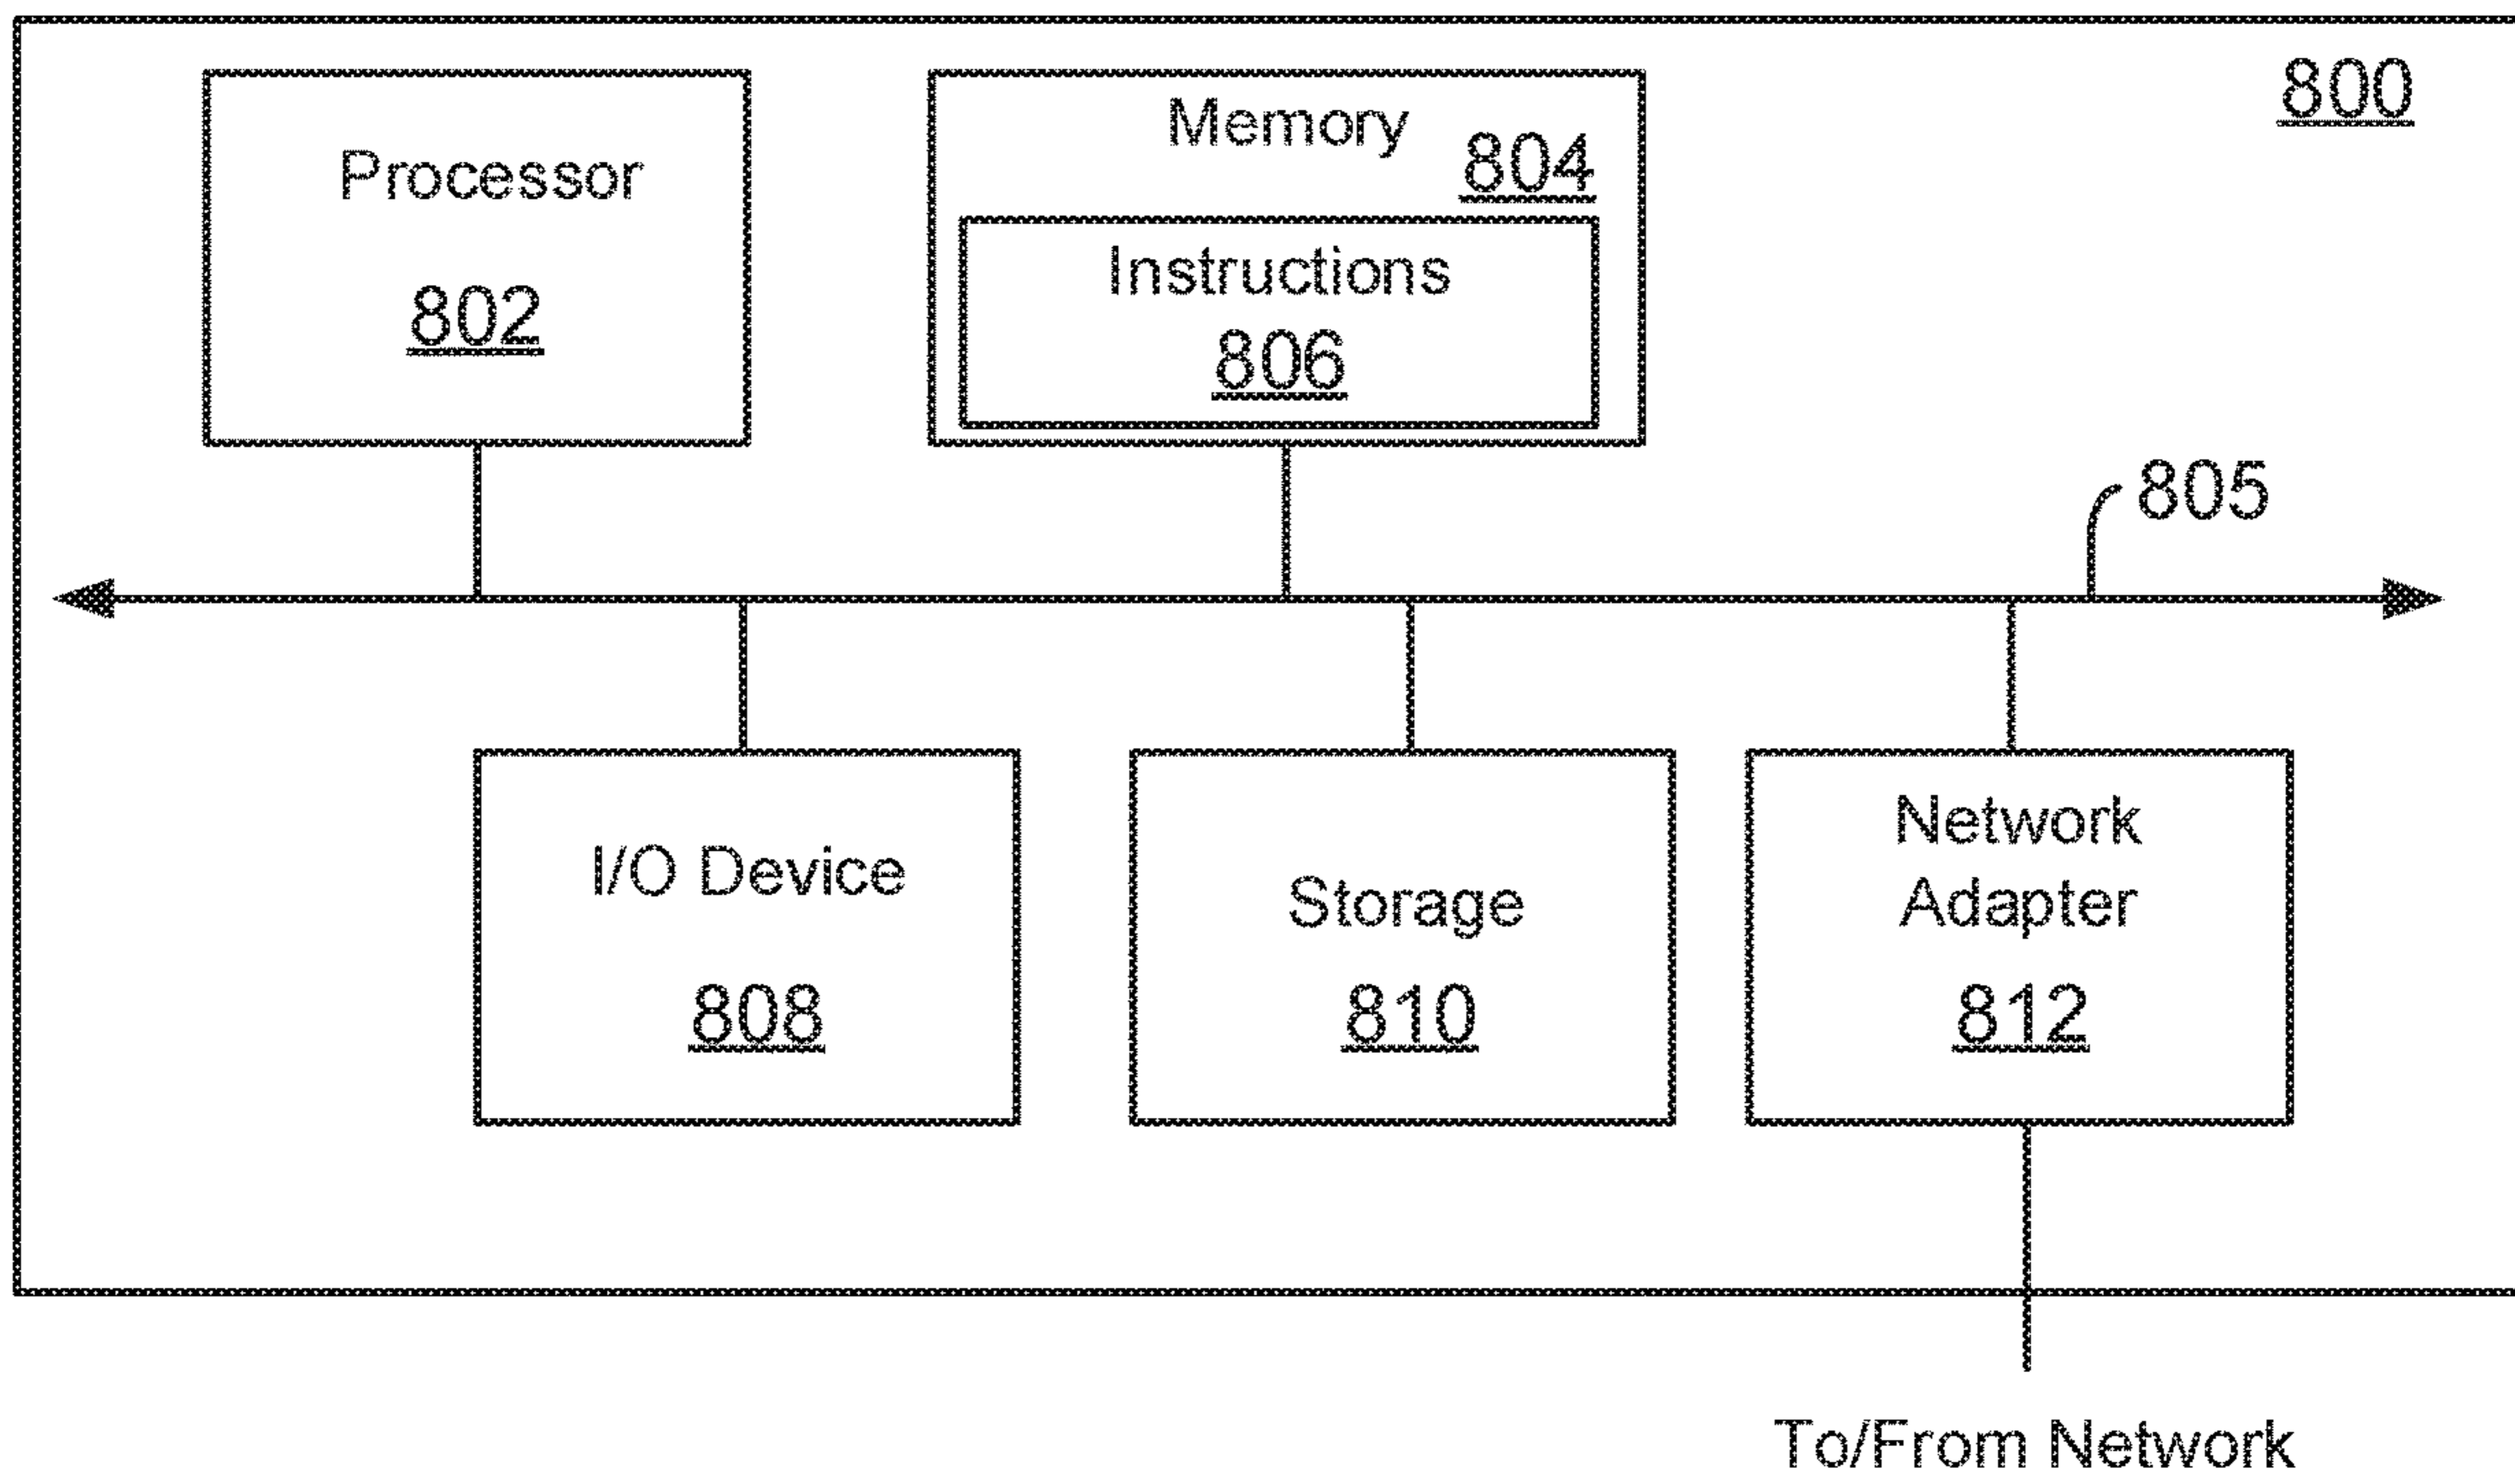 800
Processor
802
Memory
804
Instructions
806
805
I/O Device
808
Storage
810
Network
Adapter
812
To/From Network